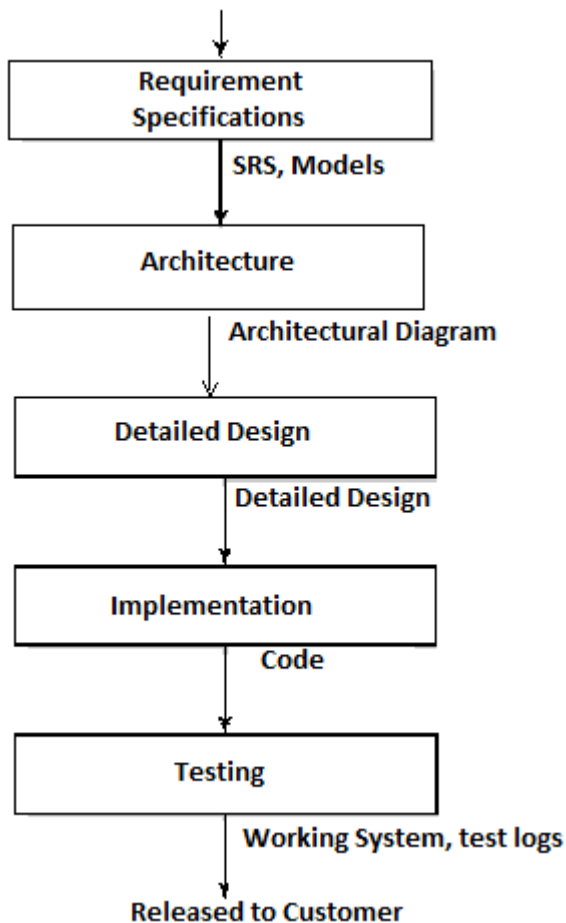 Requirement
Specifications
SRS, Models
Architecture
Architectural Diagram
Detailed Design
Detailed Design
Implementation
Code
Testing
Working System, test logs
Released to Customer